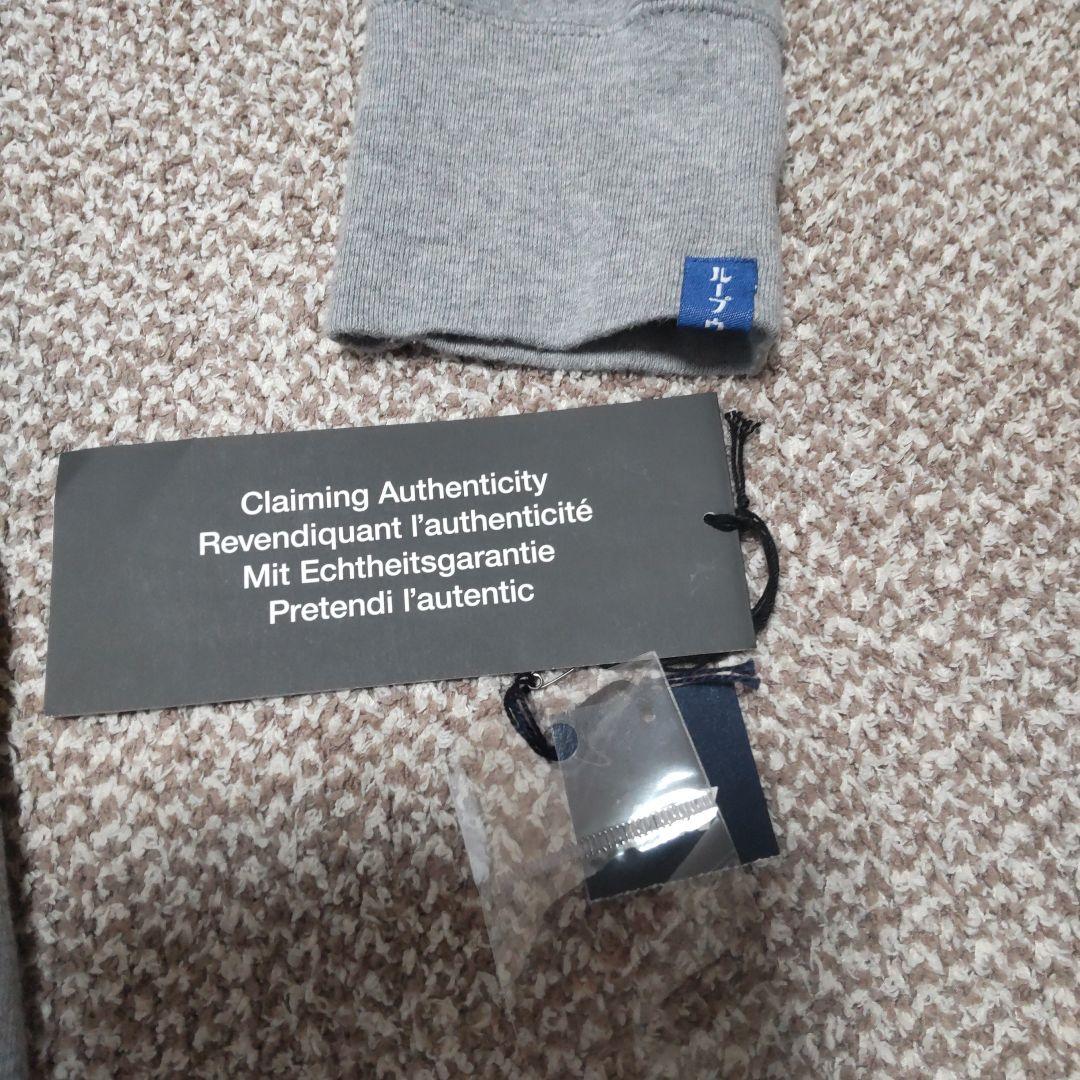 ループウ
Claiming Authenticity
Revendiquant l'authenticité
Mit Echtheitsgarantie
Pretendi l'autentic